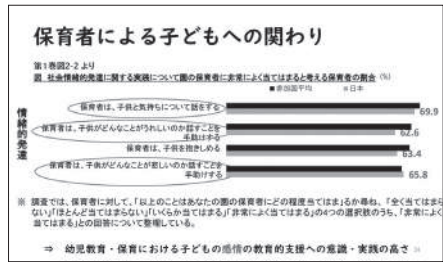 保育者による子どもへの関わり
第1巻図2-2 より
図 社会情緒的発達に関する実践について園の保育者に非常によく当てはまると考える保育者の割合 (%)
■参加国平均 ■日本
情緒的発達
保育者は、子供と気持ちについて話をする
69.9
保育者は、子供がどんなことがうれしいのか話すことを
手助けする
62.6
保育者は、子供を抱きしめる
63.4
保育者は、子供がどんなことが悲しいのか話すことを
手助けする
65.8
※ 調査では、保育者に対して、「以上のことはあなたの園の保育者にどの程度当てはまるか尋ね、「全く当てはまら
ない」「ほとんど当てはまらない」「いくらか当てはまる」「非常によく当てはまる」の4つの選択肢のうち、「非常によく
当てはまる」との回答について整理している。
⇒ 幼児教育・保育における子どもの感情の教育的支援への意識・実践の高さ